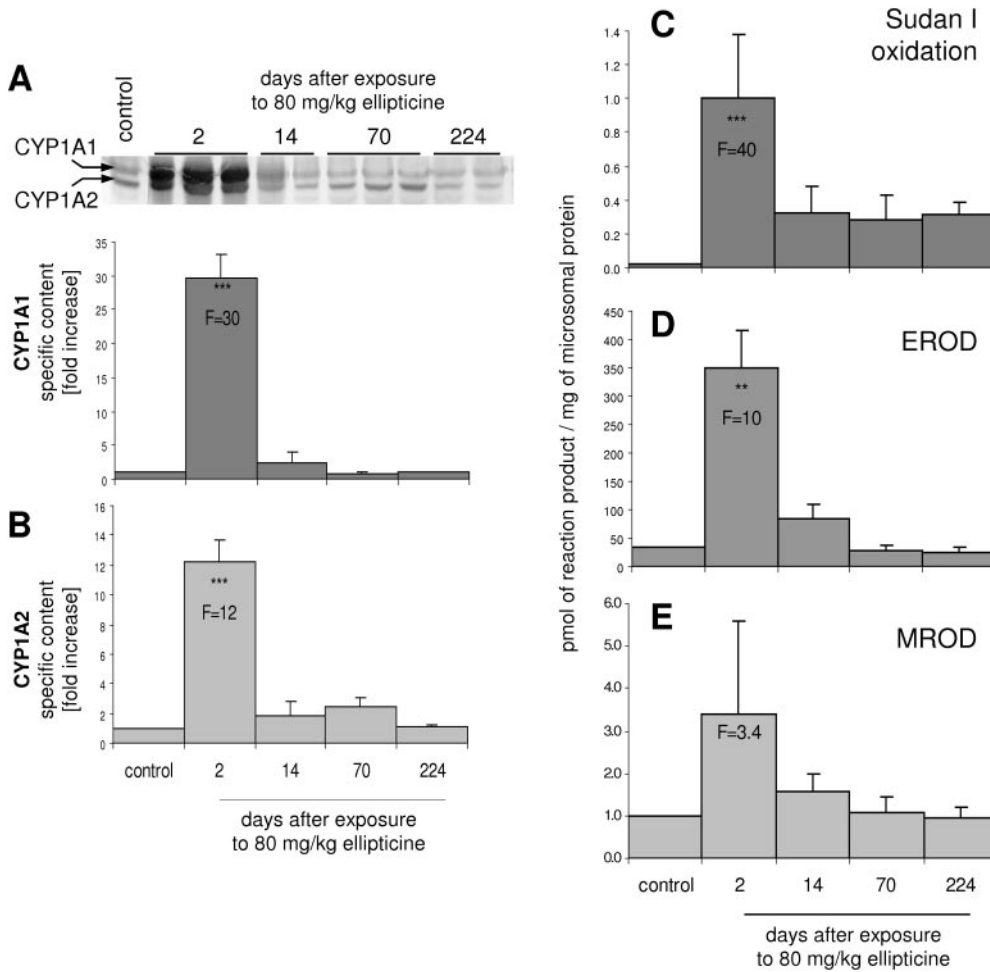 A
control
days after exposure
to 80 mg/kg ellipticine
2 14 70 224
CYP1A1
CYP1A2
CYP1A1
specific content
[fold increase]
35
30
25
20
15
10
5
0
***
F=30
B
CYP1A2
specific content
[fold increase]
16
14
12
10
8
6
4
2
0
***
F=12
control 2 14 70 224
days after exposure
to 80 mg/kg ellipticine
pmol of reaction product / mg of microsomal protein
C
Sudan I
oxidation
1.4
1.2
1.0
0.8
0.6
0.4
0.2
0.0
***
F=40
D
EROD
450
400
350
300
250
200
150
100
50
0
**
F=10
E
MROD
6.0
5.0
4.0
3.0
2.0
1.0
0.0
F=3.4
control 2 14 70 224
days after exposure
to 80 mg/kg ellipticine